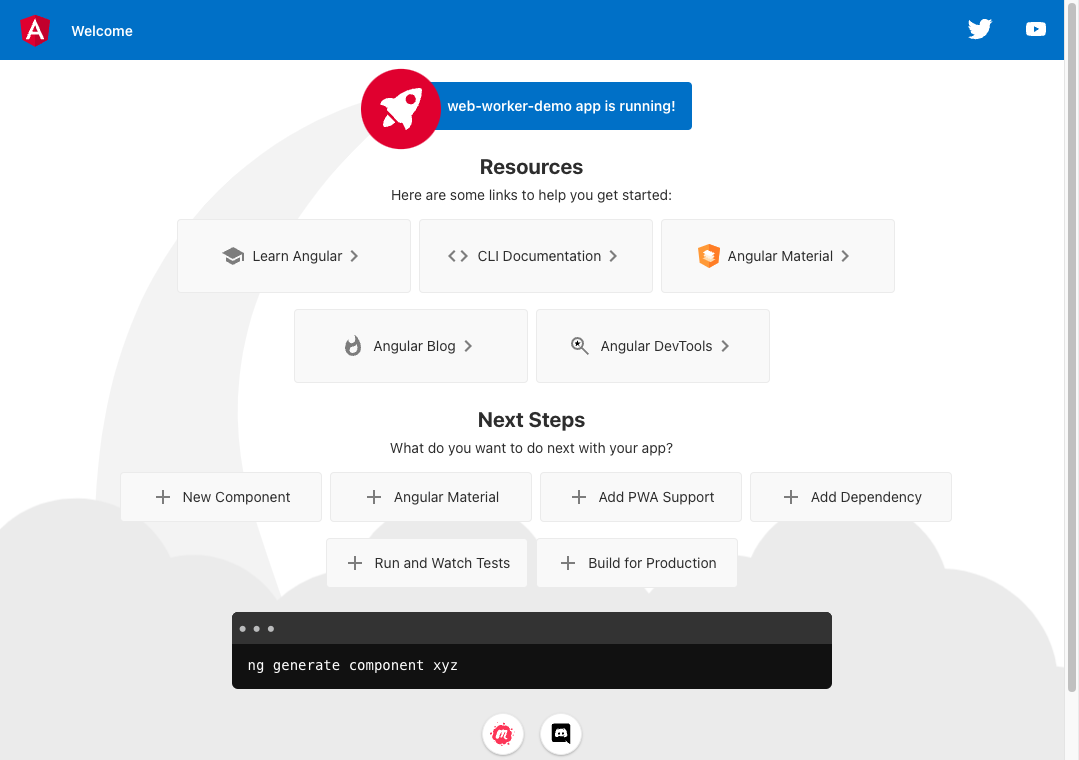 Welcome
web-worker-demo app is running!
Resources
Here are some links to help you get started:
Learn Angular
CLI Documentation
Angular Material
Angular Blog
Angular DevTools
Next Steps
What do you want to do next with your app?
New Component
Angular Material
Add PWA Support
Add Dependency
Run and Watch Tests
Build for Production
ng generate component xyz